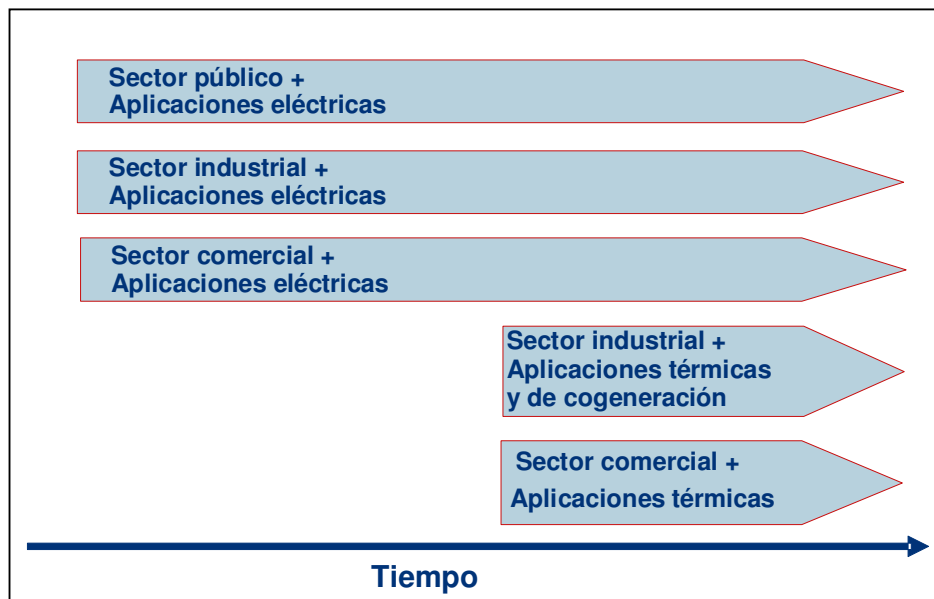 Sector público +
Aplicaciones eléctricas
Sector industrial +
Aplicaciones eléctricas
Sector comercial +
Aplicaciones eléctricas
Sector industrial +
Aplicaciones térmicas
y de cogeneración
Sector comercial +
Aplicaciones térmicas
Tiempo